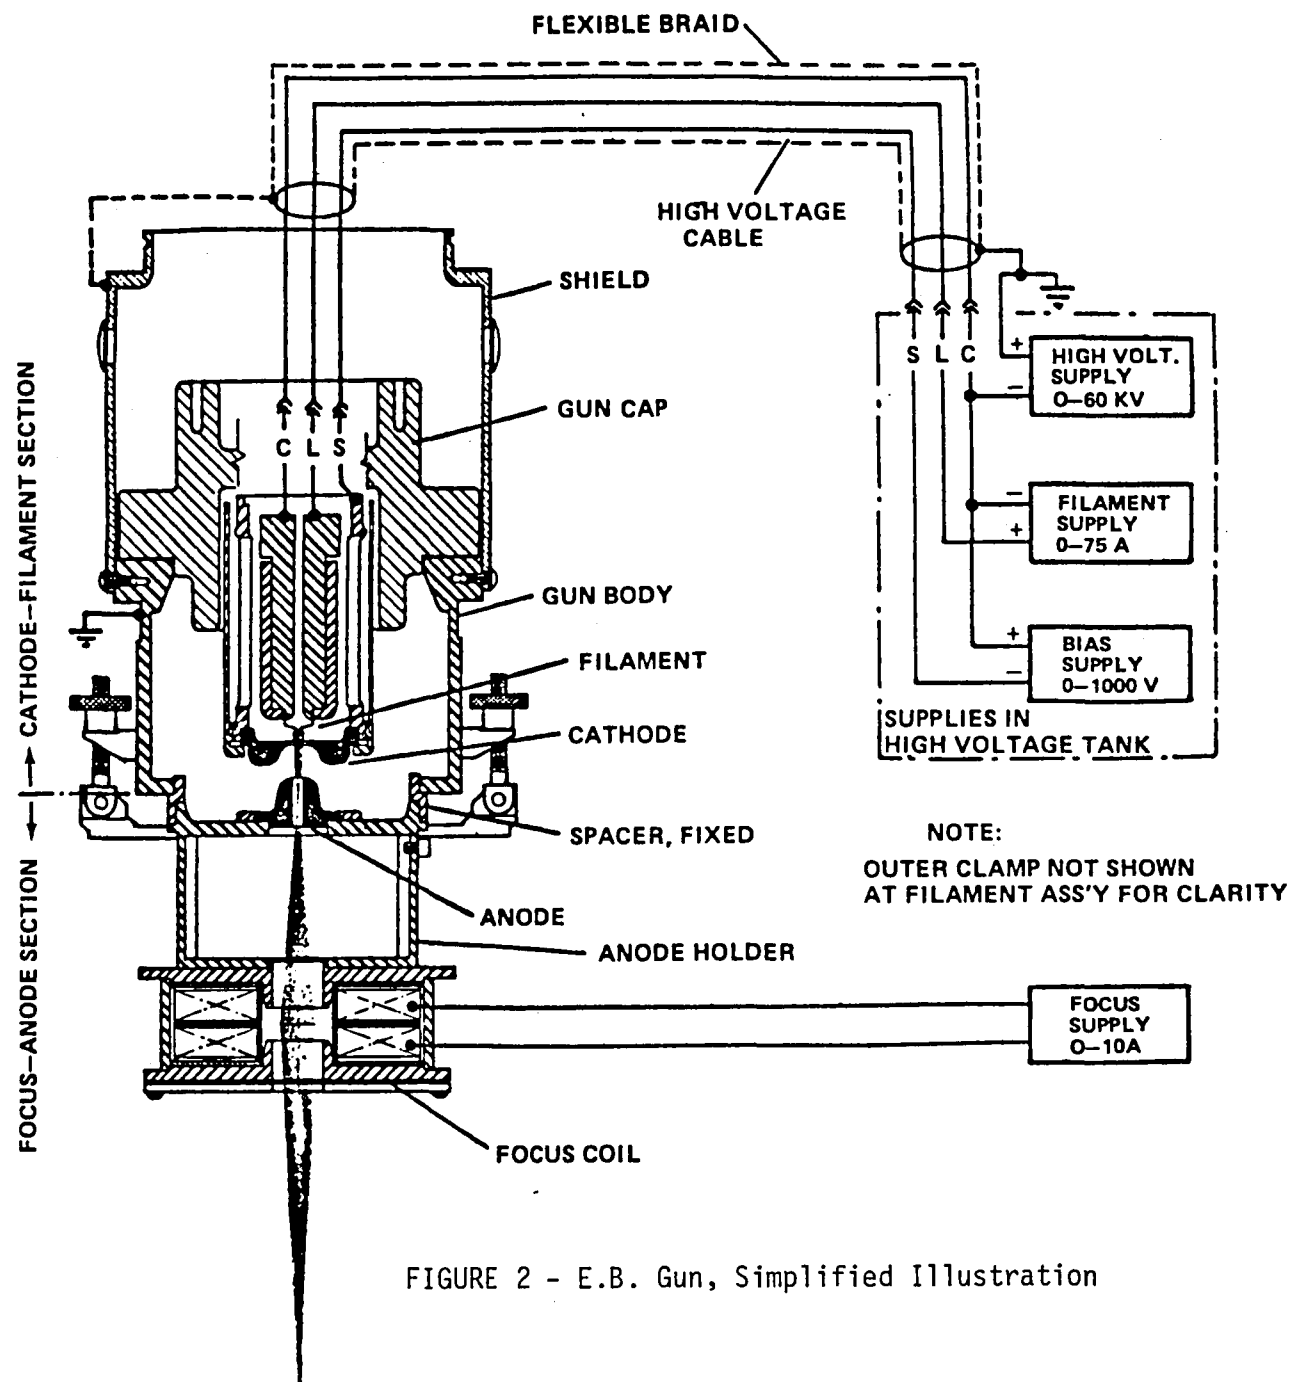 FLEXIBLE BRAID
HIGH VOLTAGE
CABLE
SHIELD
GUN CAP
C L S
GUN BODY
FILAMENT
CATHODE
SPACER, FIXED
ANODE
ANODE HOLDER
FOCUS COIL
CATHODE–FILAMENT SECTION
FOCUS–ANODE SECTION
S L C
+
HIGH VOLT.
SUPPLY
0–60 KV
–
–
FILAMENT
SUPPLY
0–75 A
+
+
BIAS
SUPPLY
0–1000 V
–
SUPPLIES IN
HIGH VOLTAGE TANK
NOTE:
OUTER CLAMP NOT SHOWN
AT FILAMENT ASS'Y FOR CLARITY
FOCUS
SUPPLY
0–10A
FIGURE 2 - E.B. Gun, Simplified Illustration